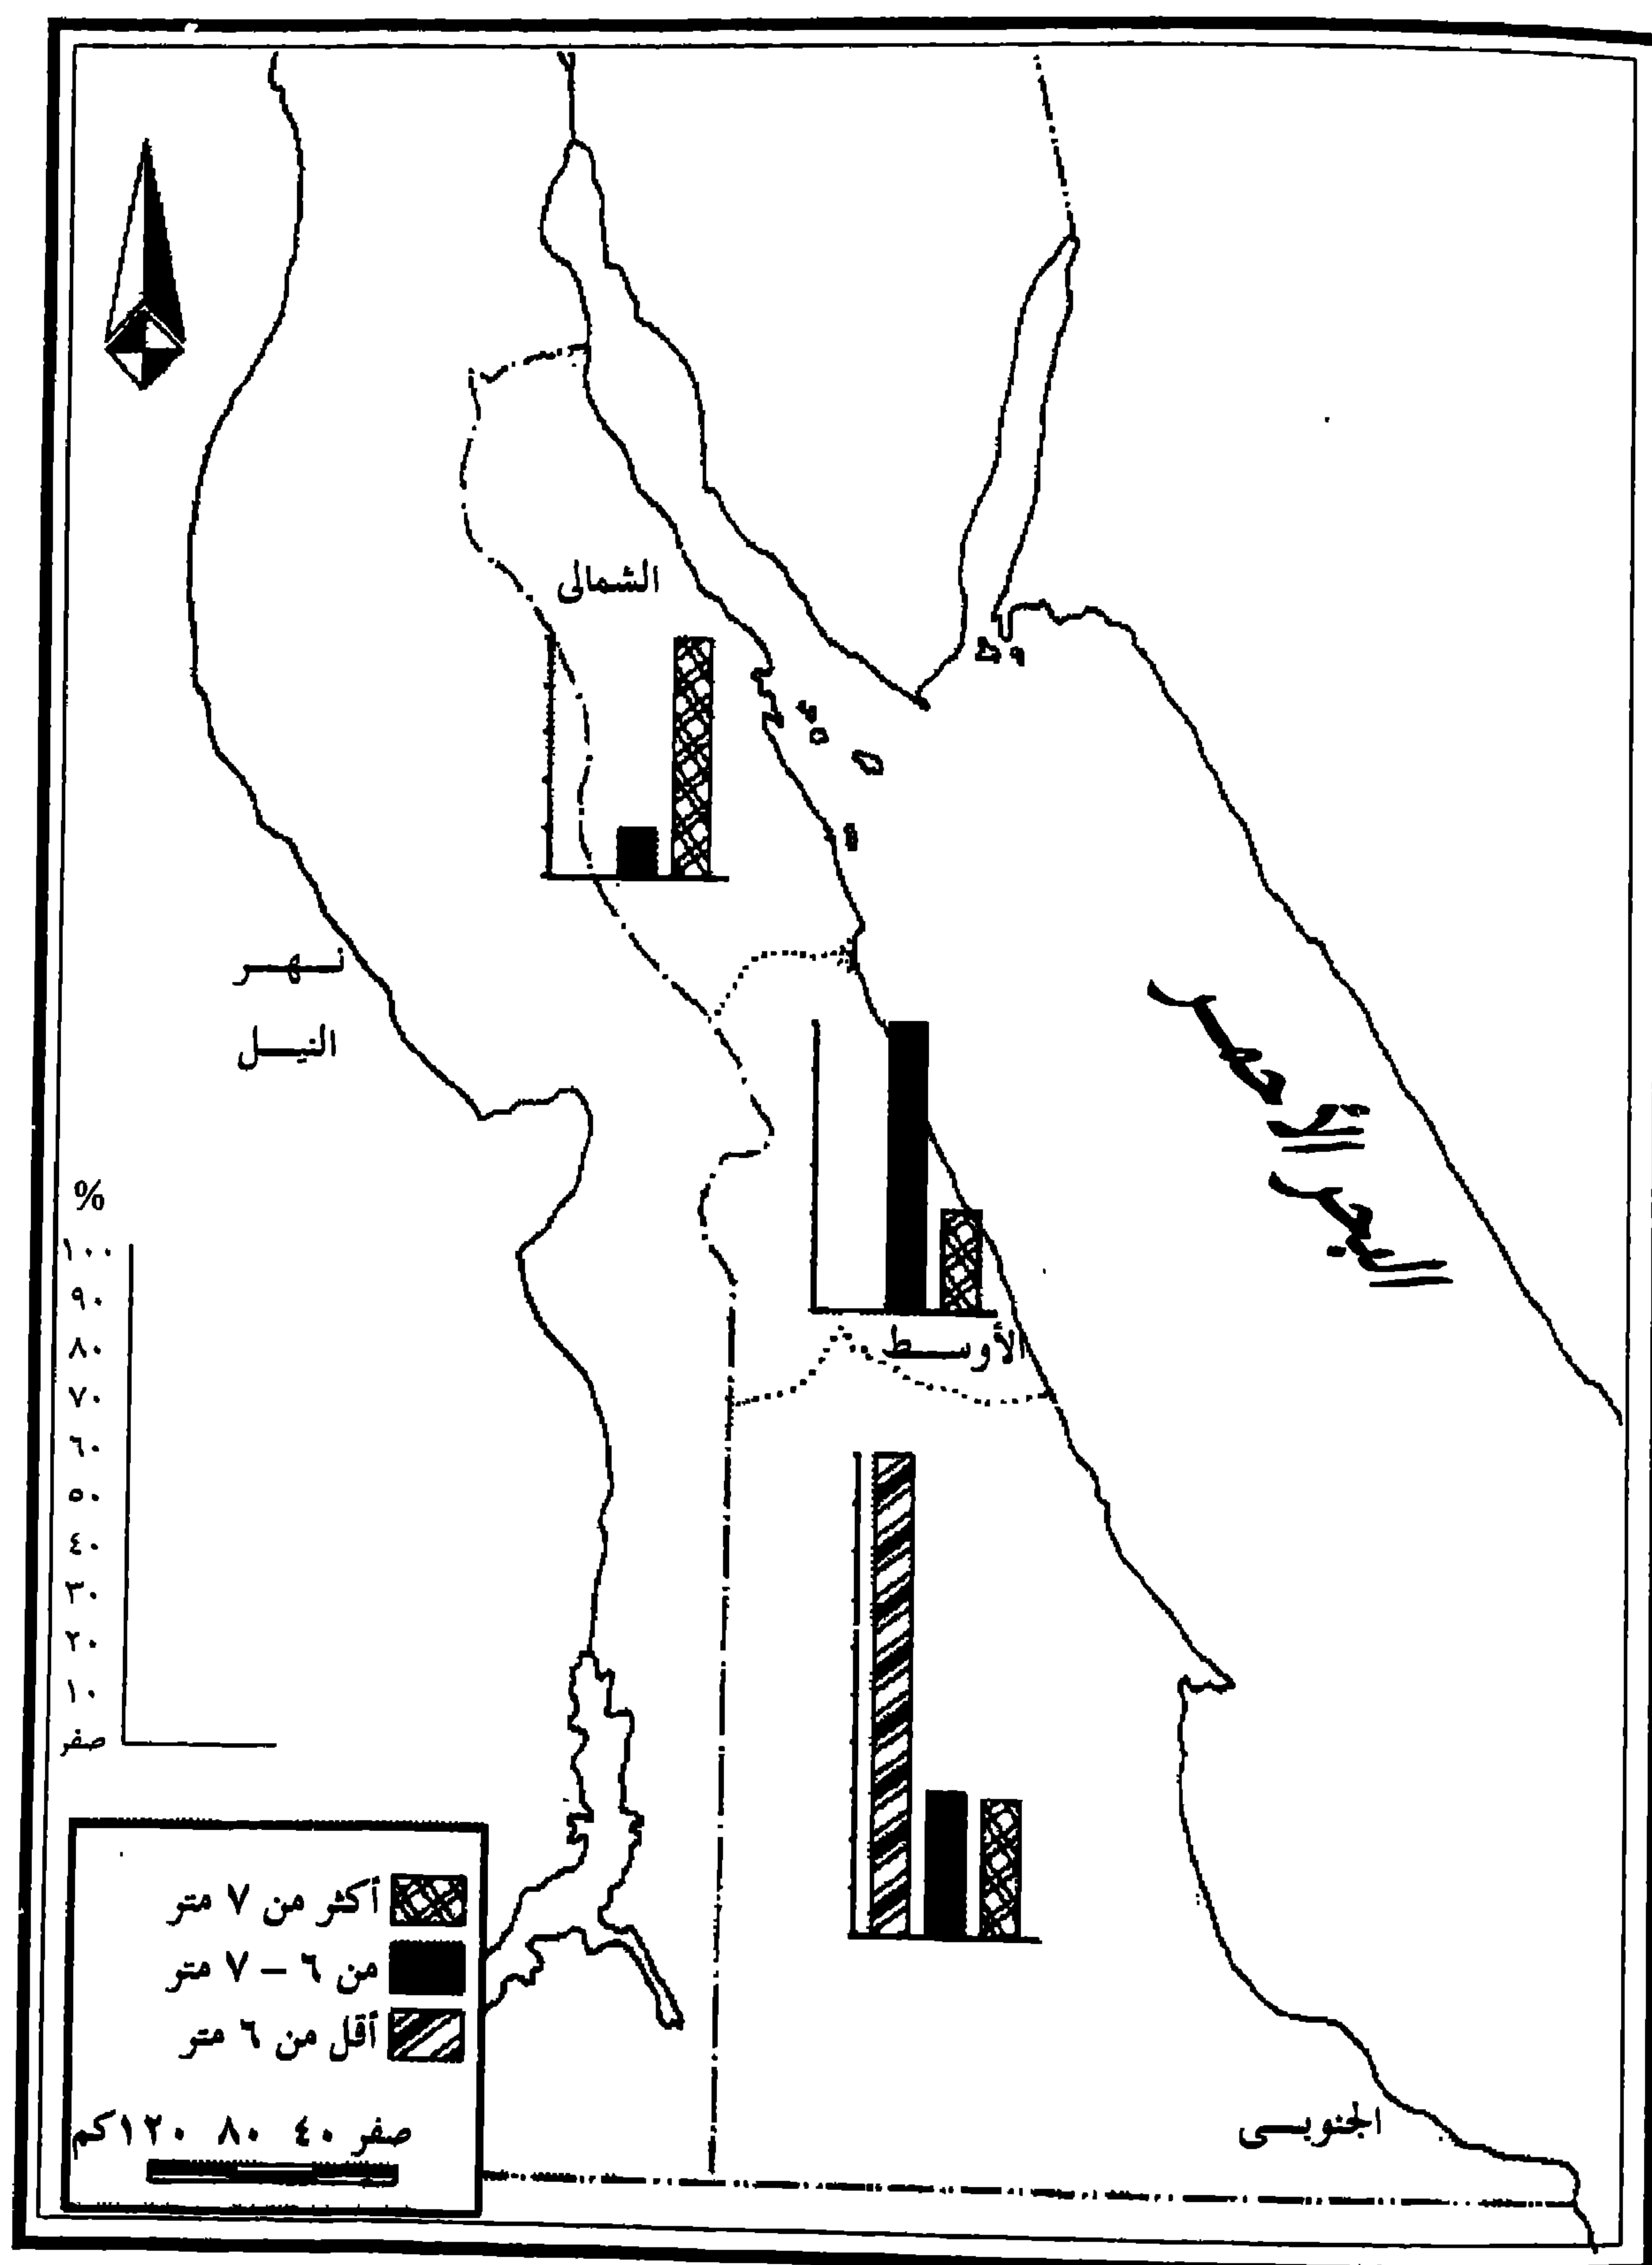 الشمالى
نهر
النيل
البحر الأحمر
الأوسط
%
١٠٠
٩٠
٨٠
٧٠
٦٠
٥٠
٤٠
٣٠
٢٠
١٠
صفر
أكثر من ٧ متر
من ٦ – ٧ متر
أقل من ٦ متر
صفر ٤٠ ٨٠ ١٢٠كم
الجنوبى